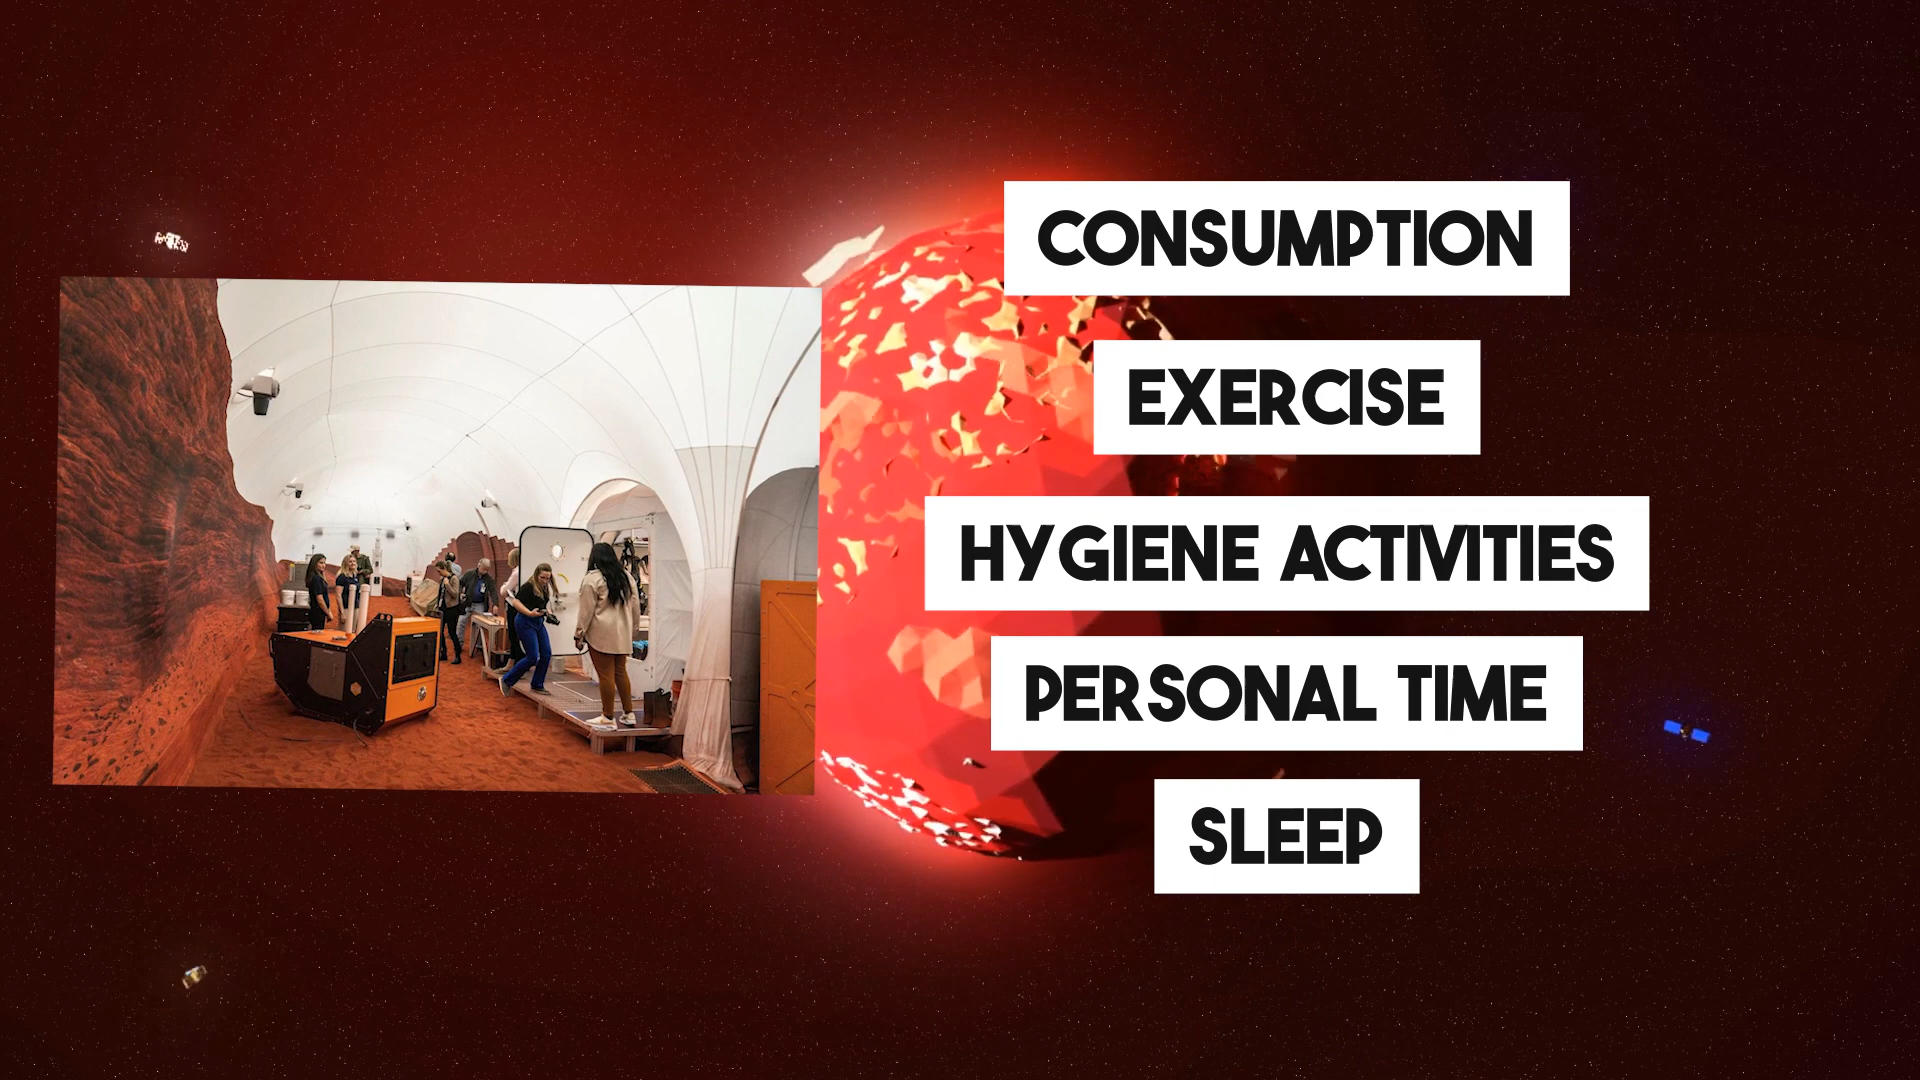 CONSUMPTION
EXERCISE
HYGIENE ACTIVITIES
PERSONAL TIME
SLEEP